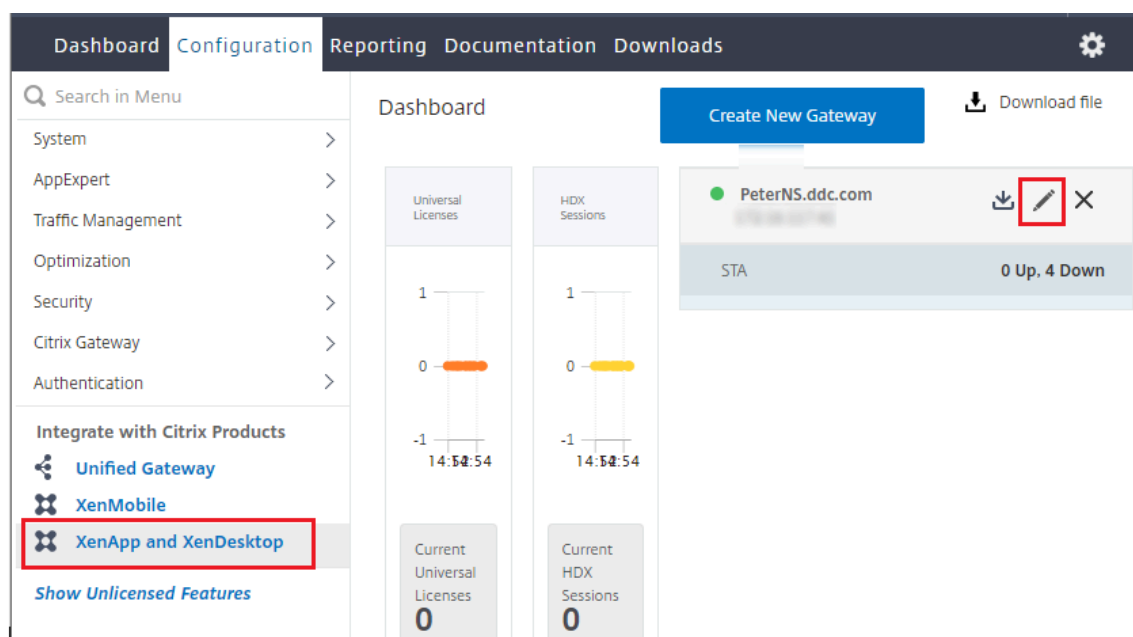 Dashboard Configuration Reporting Documentation Downloads
Search in Menu
System
AppExpert
Traffic Management
Optimization
Security
Citrix Gateway
Authentication
Integrate with Citrix Products
Unified Gateway
XenMobile
XenApp and XenDesktop
Show Unlicensed Features
Dashboard
Create New Gateway
Download file
Universal
Licenses
1
0
-1
Current
Universal
Licenses
0
HDX
Sessions
1
0
-1
Current
HDX
Sessions
0
PeterNS.ddc.com
STA 0 Up, 4 Down